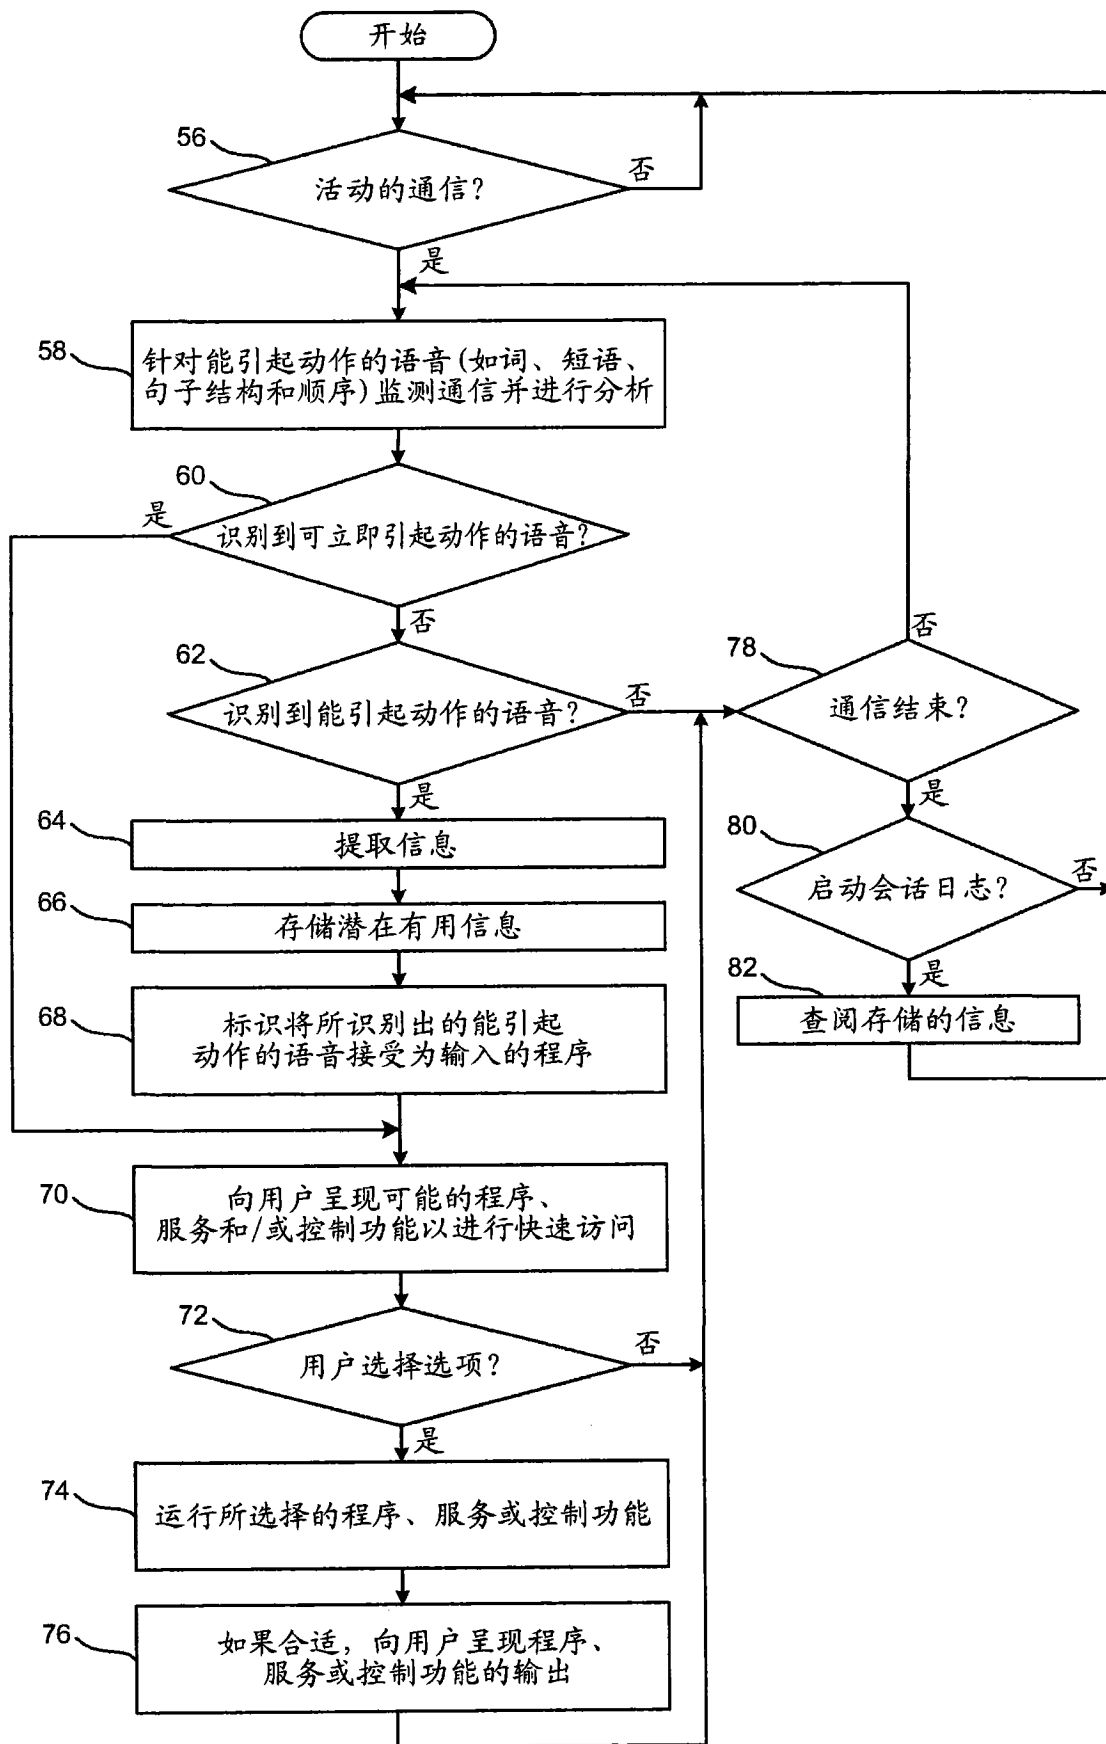 开始
56
活动的通信?
否
是
58
针对能引起动作的语音(如词、短语、
句子结构和顺序)监测通信并进行分析
60
是
识别到可立即引起动作的语音?
否
62
识别到能引起动作的语音?
否
是
78
否
通信结束?
是
64
提取信息
80
启动会话日志?
否
是
66
存储潜在有用信息
82
查阅存储的信息
68
标识将所识别出的能引起
动作的语音接受为输入的程序
70
向用户呈现可能的程序、
服务和/或控制功能以进行快速访问
72
用户选择选项?
否
是
74
运行所选择的程序、服务或控制功能
76
如果合适,向用户呈现程序、
服务或控制功能的输出